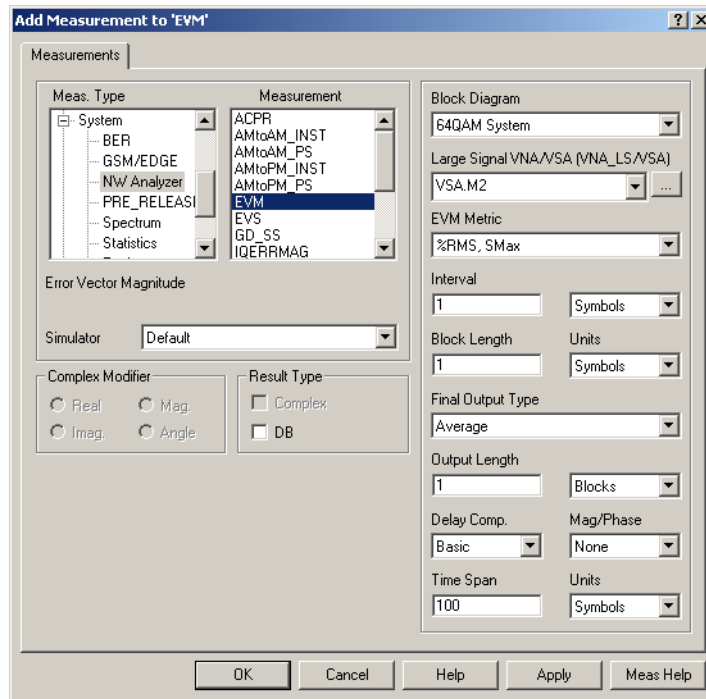 Add Measurement to 'EVM'
Measurements
Meas. Type
System
BER
GSM/EDGE
NW Analyzer
PRE_RELEASI
Spectrum
Statistics
Measurement
ACPR
AMtoAM_INST
AMtoAM_PS
AMtoPM_INST
AMtoPM_PS
EVM
EVS
GD_SS
IQERRMAG
Error Vector Magnitude
Simulator Default
Complex Modifier
Real Mag.
Imag. Angle
Result Type
Complex
DB
Block Diagram
64QAM System
Large Signal VNA/VSA (VNA_LS/VSA)
VSA.M2 ...
EVM Metric
%RMS, SMax
Interval
1 Symbols
Block Length Units
1 Symbols
Final Output Type
Average
Output Length
1 Blocks
Delay Comp. Mag/Phase
Basic None
Time Span Units
100 Symbols
OK Cancel Help Apply Meas Help